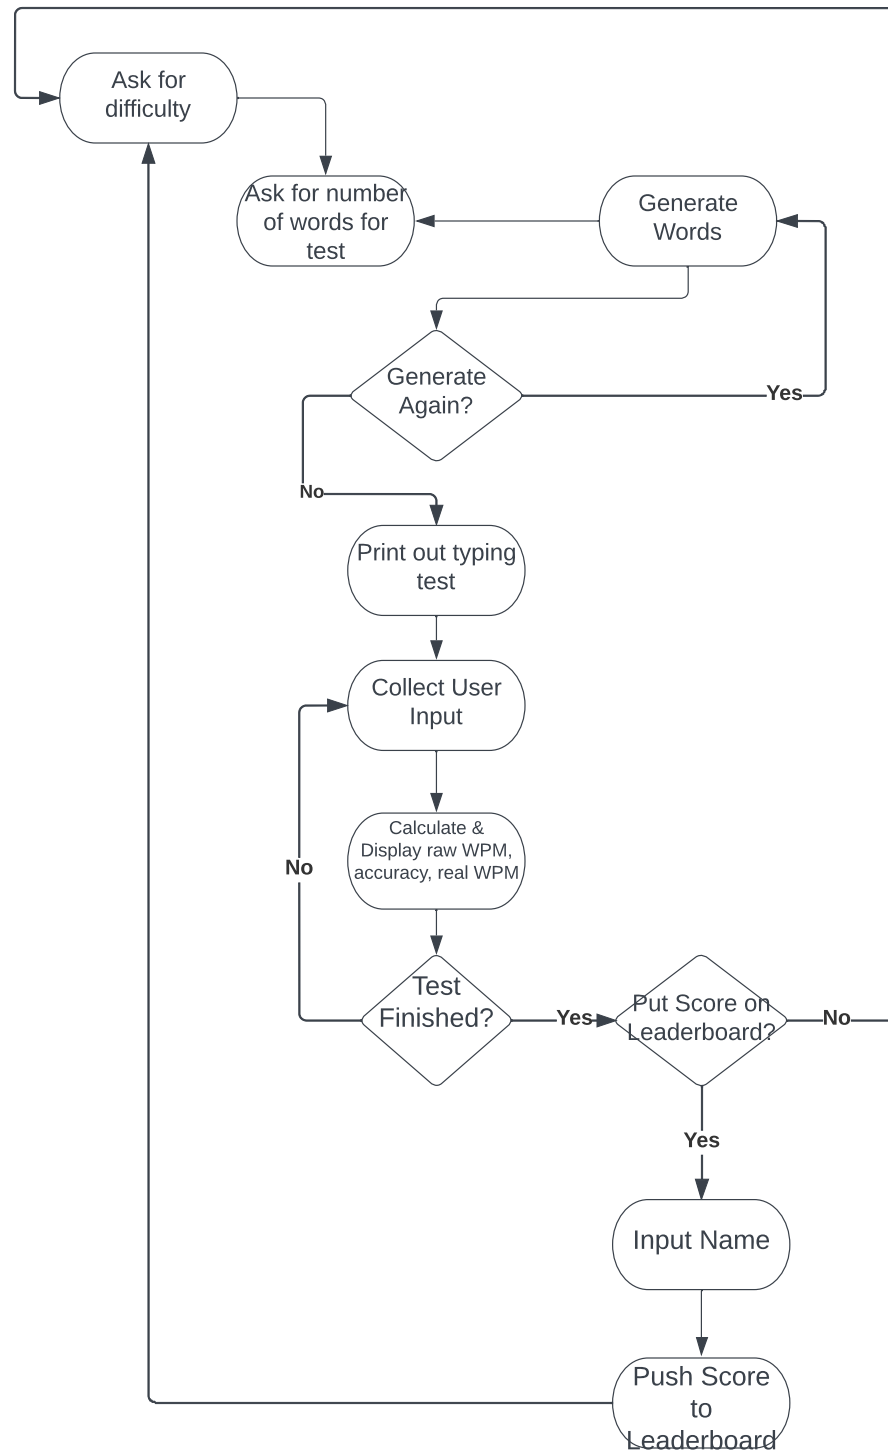 Ask for
difficulty
Ask for number
of words for
test
Generate
Words
Generate
Again?
Yes
No
Print out typing
test
Collect User
Input
Calculate &
Display raw WPM,
accuracy, real WPM
No
Test
Finished?
Yes
Put Score on
Leaderboard?
No
Yes
Input Name
Push Score
to
Leaderboard